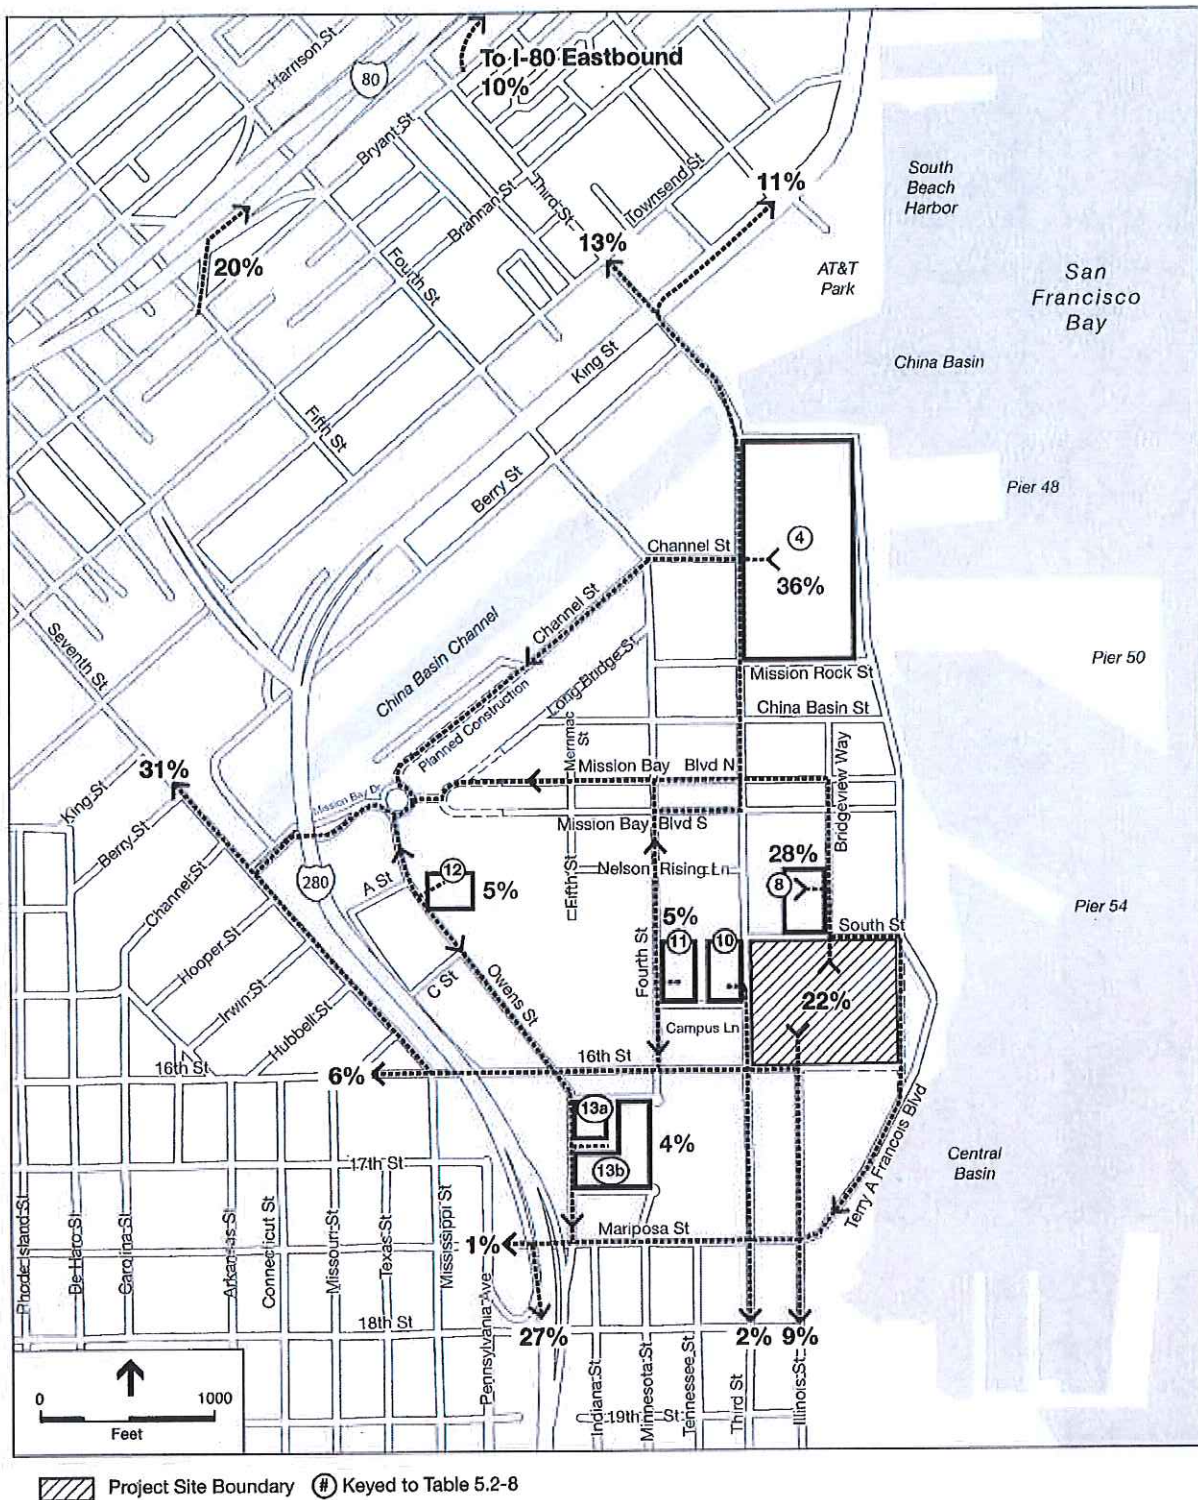 Harrison St
80
To I-80 Eastbound
10%
Bryant St
Brannan St
Third St
Townsend St
11%
South
Beach
Harbor
13%
20%
Fourth St
AT&T
Park
San
Francisco
Bay
King St
China Basin
Fifth St
Berry St
Pier 48
Channel St
4
36%
Channel St
China Basin Channel
Seventh St
Long Bridge St
Mission Rock St
Pier 50
China Basin St
Planned Construction
Merrimac
St
Bridgeview Way
31%
Mission Bay Blvd N
Mission Bay Dr
King St
Mission Bay Blvd S
Berry St
28%
Nelson Rising Ln
280
12
A St
Fifth St
8
5%
Channel St
Pier 54
5%
South St
11
10
Hooper St
Fourth St
C St
Owens St
22%
Irwin St
Campus Ln
Hubbell St
16th St
16th St
6%
Terry A Francois Blvd
13a
4%
Central
Basin
17th St
13b
Mariposa St
1%
Rhode Island St
De Haro St
Carolina St
Arkansas St
Connecticut St
Missouri St
Texas St
Mississippi St
Pennsylvania Ave
18th St
27%
2%
9%
Indiana St
Minnesota St
Tennessee St
Third St
Illinois St
19th St
0
1000
Feet
Project Site Boundary
# Keyed to Table 5.2-8